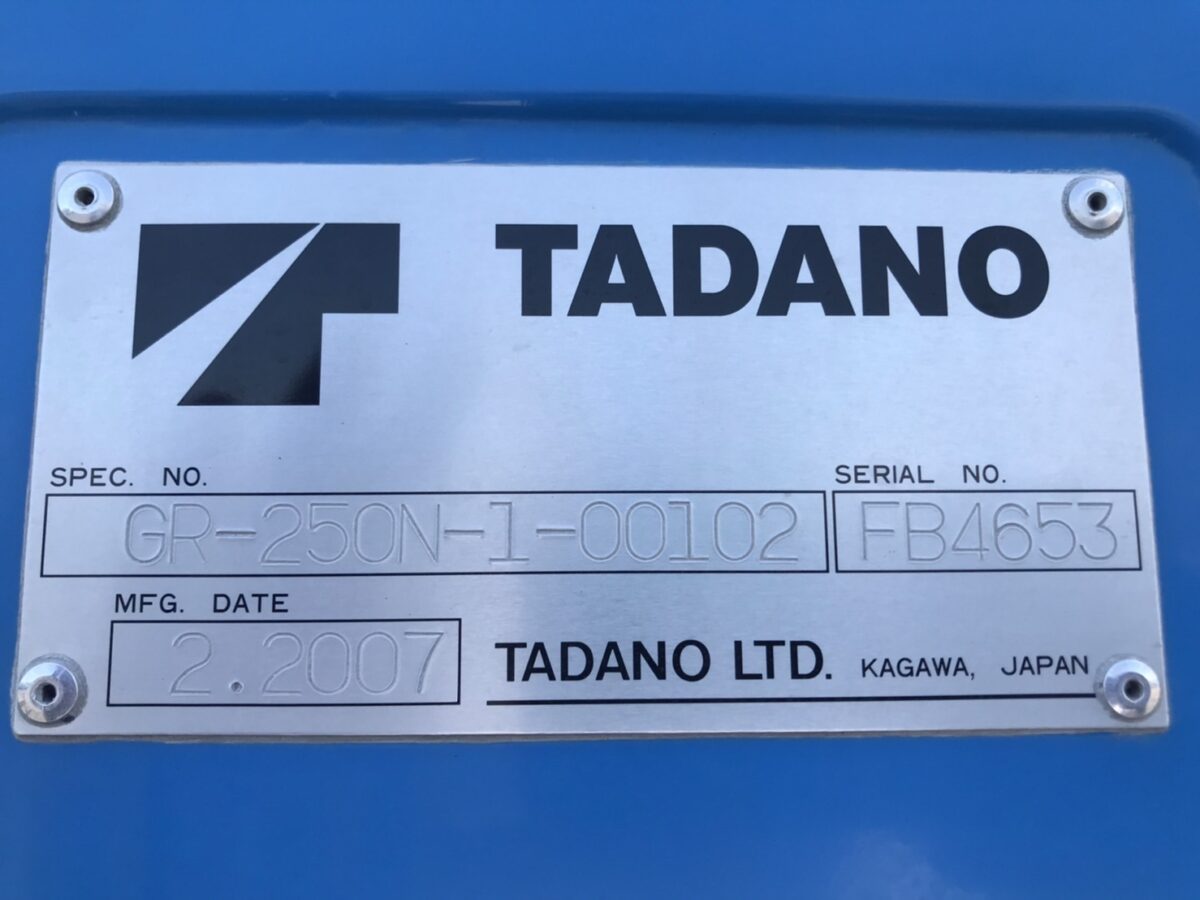 TADANO
SPEC. NO. SERIAL NO.
GR-250N-1-00102 FB4653
MFG. DATE
2.2007 TADANO LTD. KAGAWA, JAPAN